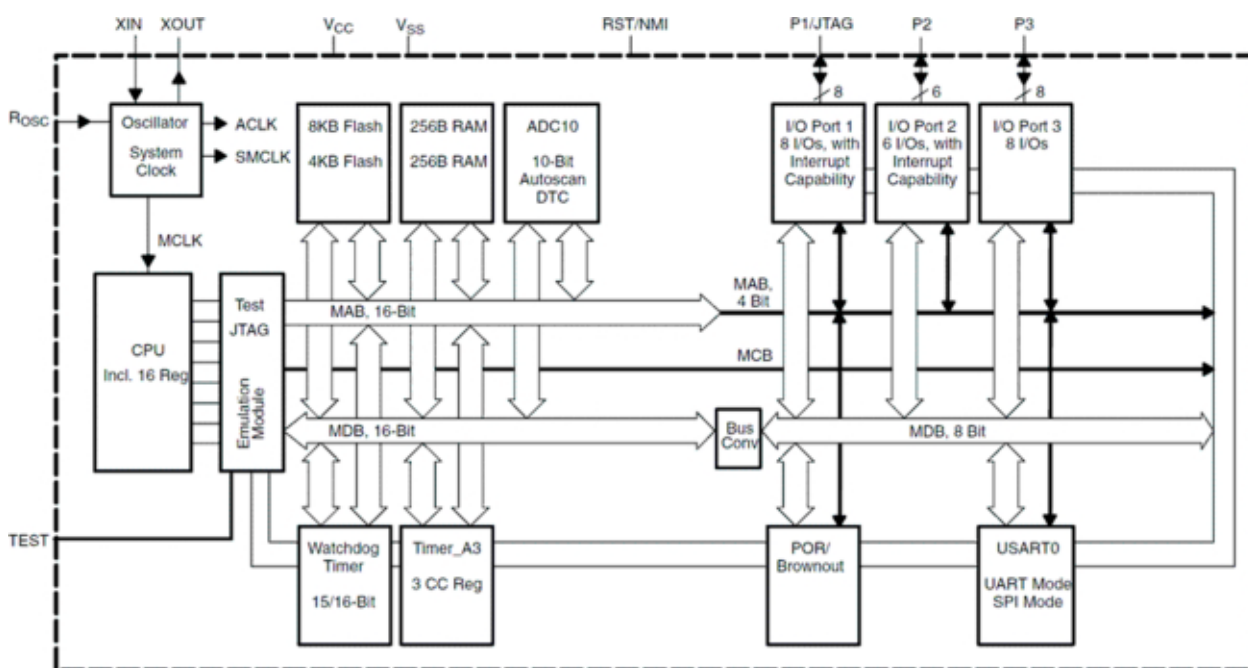 XIN XOUT VCC VSS RST/NMI P1/JTAG P2 P3
8 6 8
ROSC
Oscillator
System
Clock
ACLK
SMCLK
8KB Flash
4KB Flash
256B RAM
256B RAM
ADC10
10-Bit
Autoscan
DTC
I/O Port 1
8 I/Os, with
Interrupt
Capability
I/O Port 2
6 I/Os, with
Interrupt
Capability
I/O Port 3
8 I/Os
MCLK
CPU
Incl. 16 Reg
Test
JTAG
Emulation
Module
MAB, 16-Bit
MAB,
4 Bit
MCB
MDB, 16-Bit
Bus
Conv
MDB, 8 Bit
TEST
Watchdog
Timer
15/16-Bit
Timer_A3
3 CC Reg
POR/
Brownout
USART0
UART Mode
SPI Mode